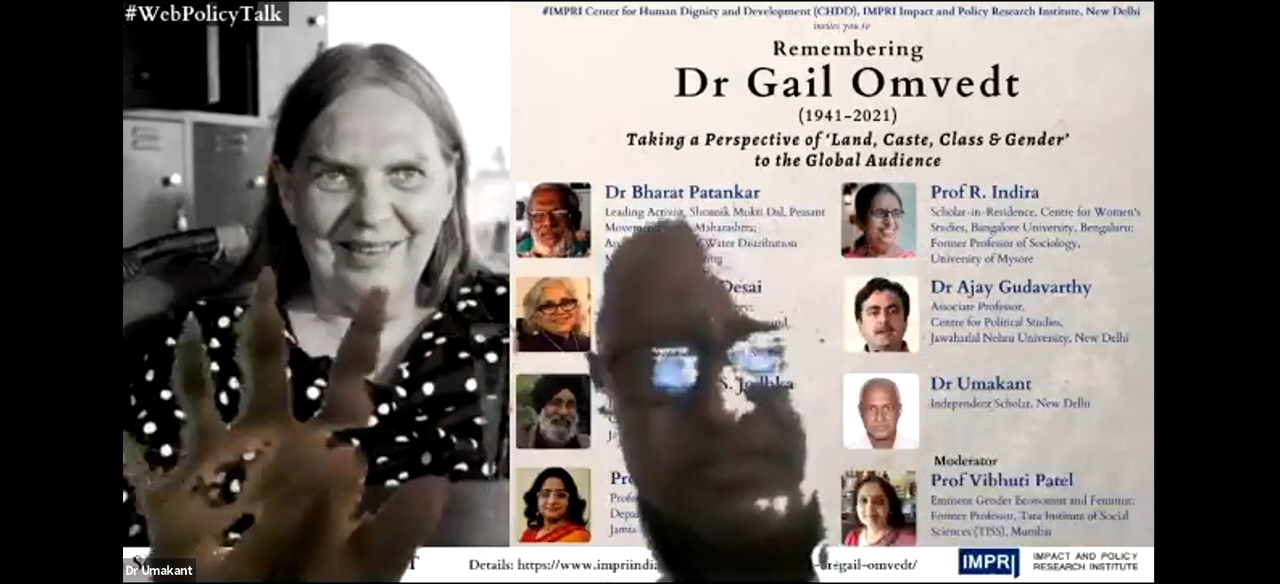 #WebPolicyTalk
#IMPRI Center for Human Dignity and Development (CHDD), IMPRI Impact and Policy Research Institute, New Delhi
invites you to
Remembering
Dr Gail Omvedt
(1941-2021)
Taking a Perspective of 'Land, Caste, Class & Gender'
to the Global Audience
Dr Bharat Patankar
Leading Activist, Shramik Mukti Dal, Peasant
Maharashtra;
Water Distribution
Prof R. Indira
Scholar-in-Residence, Centre for Women's
Studies, Bangalore University, Bengaluru;
Former Professor of Sociology,
University of Mysore
Desai
Dr Ajay Gudavarthy
Associate Professor,
Centre for Political Studies,
Jawaharlal Nehru University, New Delhi
S. Jodhka
Dr Umakant
Independent Scholar, New Delhi
Moderator
Prof Vibhuti Patel
Eminent Gender Economist and Feminist;
Former Professor, Tata Institute of Social
Sciences (TISS), Mumbai
Jamia
Details: https://www.impriindia
gail-omvedt/
IMPRI
IMPACT AND POLICY
RESEARCH INSTITUTE
Dr Umakant